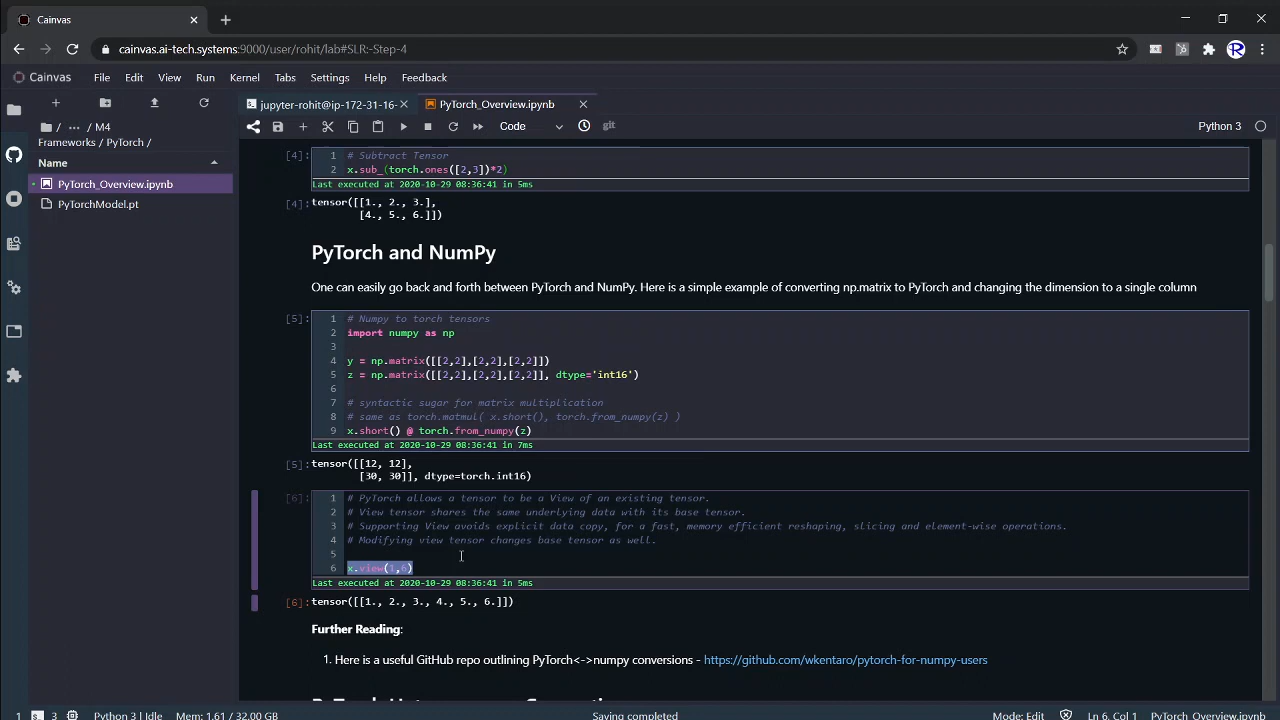 Cainvas
cainvas.ai-tech.systems:9000/user/rohit/lab#SLR:-Step-4
Cainvas File Edit View Run Kernel Tabs Settings Help Feedback
jupyter-rohit@ip-172-31-16-
PyTorch_Overview.ipynb
/ ... / M4
Frameworks / PyTorch /
Name
PyTorch_Overview.ipynb
PyTorchModel.pt
Code
git
Python 3
[4]:
1 # Subtract Tensor
2 x.sub_(torch.ones([2,3])*2)
Last executed at 2020-10-29 08:36:41 in 5ms
[4]: tensor([[1., 2., 3.],
[4., 5., 6.]])
PyTorch and NumPy
One can easily go back and forth between PyTorch and NumPy. Here is a simple example of converting np.matrix to PyTorch and changing the dimension to a single column
[5]: 1 # Numpy to torch tensors
2 import numpy as np
3
4 y = np.matrix([[2,2],[2,2],[2,2]])
5 z = np.matrix([[2,2],[2,2],[2,2]], dtype='int16')
6
7 # syntactic sugar for matrix multiplication
8 # same as torch.matmul( x.short(), torch.from_numpy(z) )
9 x.short() @ torch.from_numpy(z)
Last executed at 2020-10-29 08:36:41 in 7ms
[5]: tensor([[12, 12],
[30, 30]], dtype=torch.int16)
[6]: 1 # PyTorch allows a tensor to be a View of an existing tensor.
2 # View tensor shares the same underlying data with its base tensor.
3 # Supporting View avoids explicit data copy, for a fast, memory efficient reshaping, slicing and element-wise operations.
4 # Modifying view tensor changes base tensor as well.
5
6 x.view(1,6)
Last executed at 2020-10-29 08:36:41 in 5ms
[6]: tensor([[1., 2., 3., 4., 5., 6.]])
Further Reading:
1. Here is a useful GitHub repo outlining PyTorch<->numpy conversions - https://github.com/wkentaro/pytorch-for-numpy-users
1 3 Python 3 | Idle Mem: 1.61 / 32.00 GB Saving completed Mode: Edit Ln 6, Col 1 PyTorch_Overview.ipynb